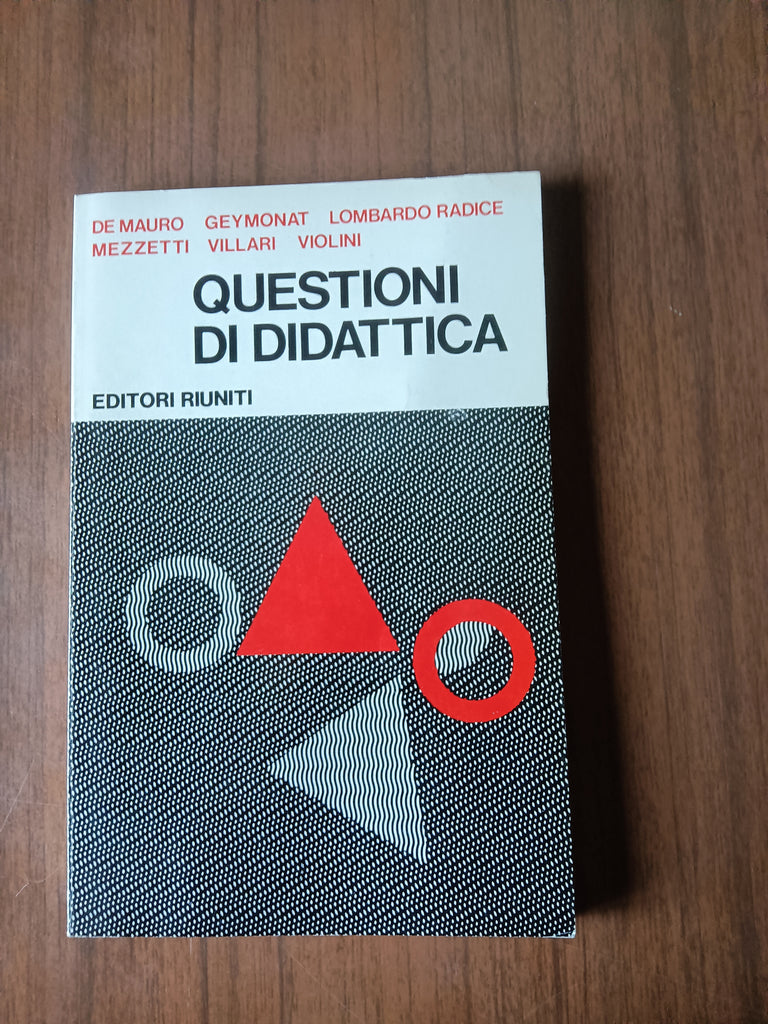 DE MAURO GEYMONAT LOMBARDO RADICE
MEZZETTI VILLARI VIOLINI
QUESTIONI
DI DIDATTICA
EDITORI RIUNITI